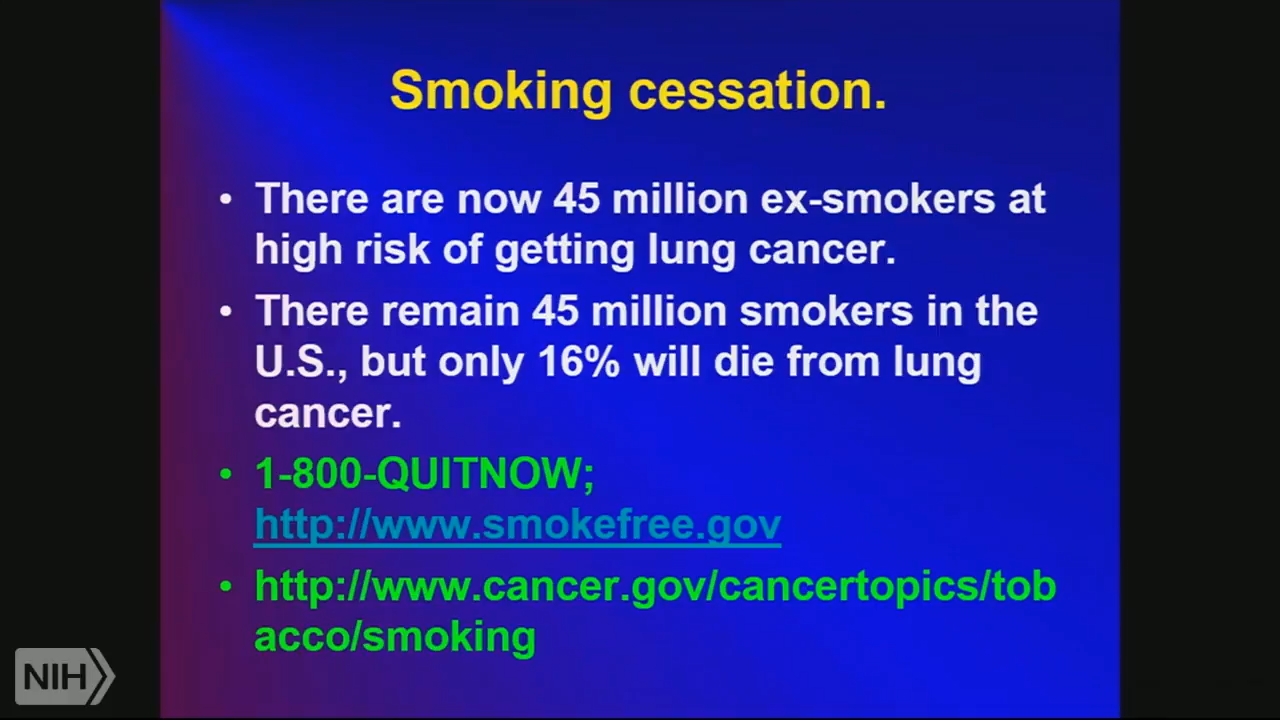 Smoking cessation.
• There are now 45 million ex-smokers at
high risk of getting lung cancer.
• There remain 45 million smokers in the
U.S., but only 16% will die from lung
cancer.
• 1-800-QUITNOW;
http://www.smokefree.gov
• http://www.cancer.gov/cancertopics/tob
acco/smoking
NIH